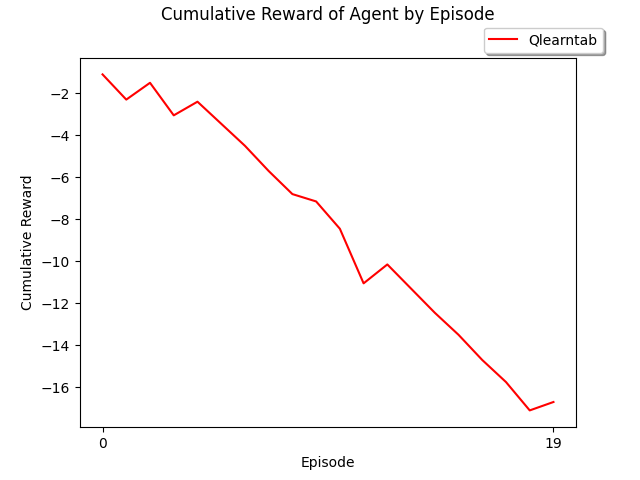 Cumulative Reward of Agent by Episode
Qlearntab
−2
−4
−6
−8
−10
−12
−14
−16
Cumulative Reward
0
19
Episode